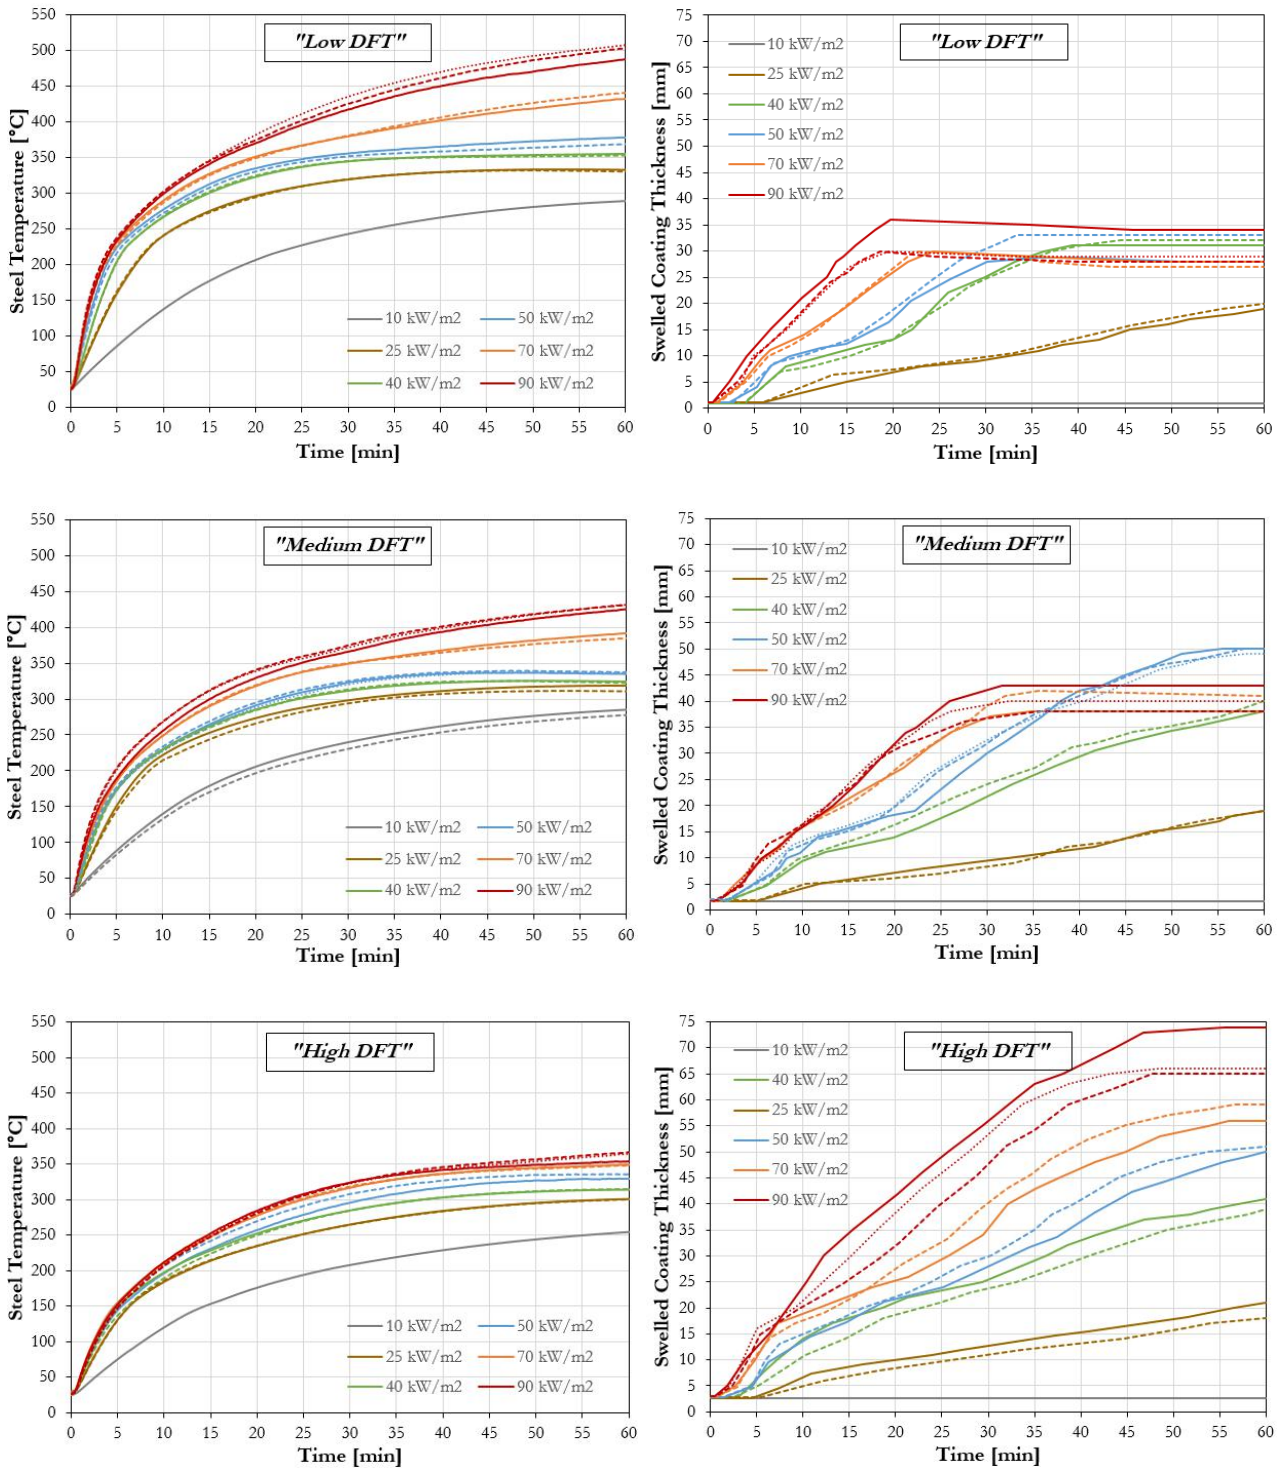 "Low DFT"
Steel Temperature [°C]
550
500
450
400
350
300
250
200
150
100
50
0
10 kW/m2
50 kW/m2
25 kW/m2
70 kW/m2
40 kW/m2
90 kW/m2
0 5 10 15 20 25 30 35 40 45 50 55 60
Time [min]
"Low DFT"
Swelled Coating Thickness [mm]
75
70
65
60
55
50
45
40
35
30
25
20
15
10
5
0
10 kW/m2
25 kW/m2
40 kW/m2
50 kW/m2
70 kW/m2
90 kW/m2
0 5 10 15 20 25 30 35 40 45 50 55 60
Time [min]
"Medium DFT"
Steel Temperature [°C]
550
500
450
400
350
300
250
200
150
100
50
0
10 kW/m2
50 kW/m2
25 kW/m2
70 kW/m2
40 kW/m2
90 kW/m2
0 5 10 15 20 25 30 35 40 45 50 55 60
Time [min]
"Medium DFT"
Swelled Coating Thickness [mm]
75
70
65
60
55
50
45
40
35
30
25
20
15
10
5
0
10 kW/m2
25 kW/m2
40 kW/m2
50 kW/m2
70 kW/m2
90 kW/m2
0 5 10 15 20 25 30 35 40 45 50 55 60
Time [min]
"High DFT"
Steel Temperature [°C]
550
500
450
400
350
300
250
200
150
100
50
0
10 kW/m2
50 kW/m2
25 kW/m2
70 kW/m2
40 kW/m2
90 kW/m2
0 5 10 15 20 25 30 35 40 45 50 55 60
Time [min]
"High DFT"
Swelled Coating Thickness [mm]
75
70
65
60
55
50
45
40
35
30
25
20
15
10
5
0
10 kW/m2
40 kW/m2
25 kW/m2
50 kW/m2
70 kW/m2
90 kW/m2
0 5 10 15 20 25 30 35 40 45 50 55 60
Time [min]